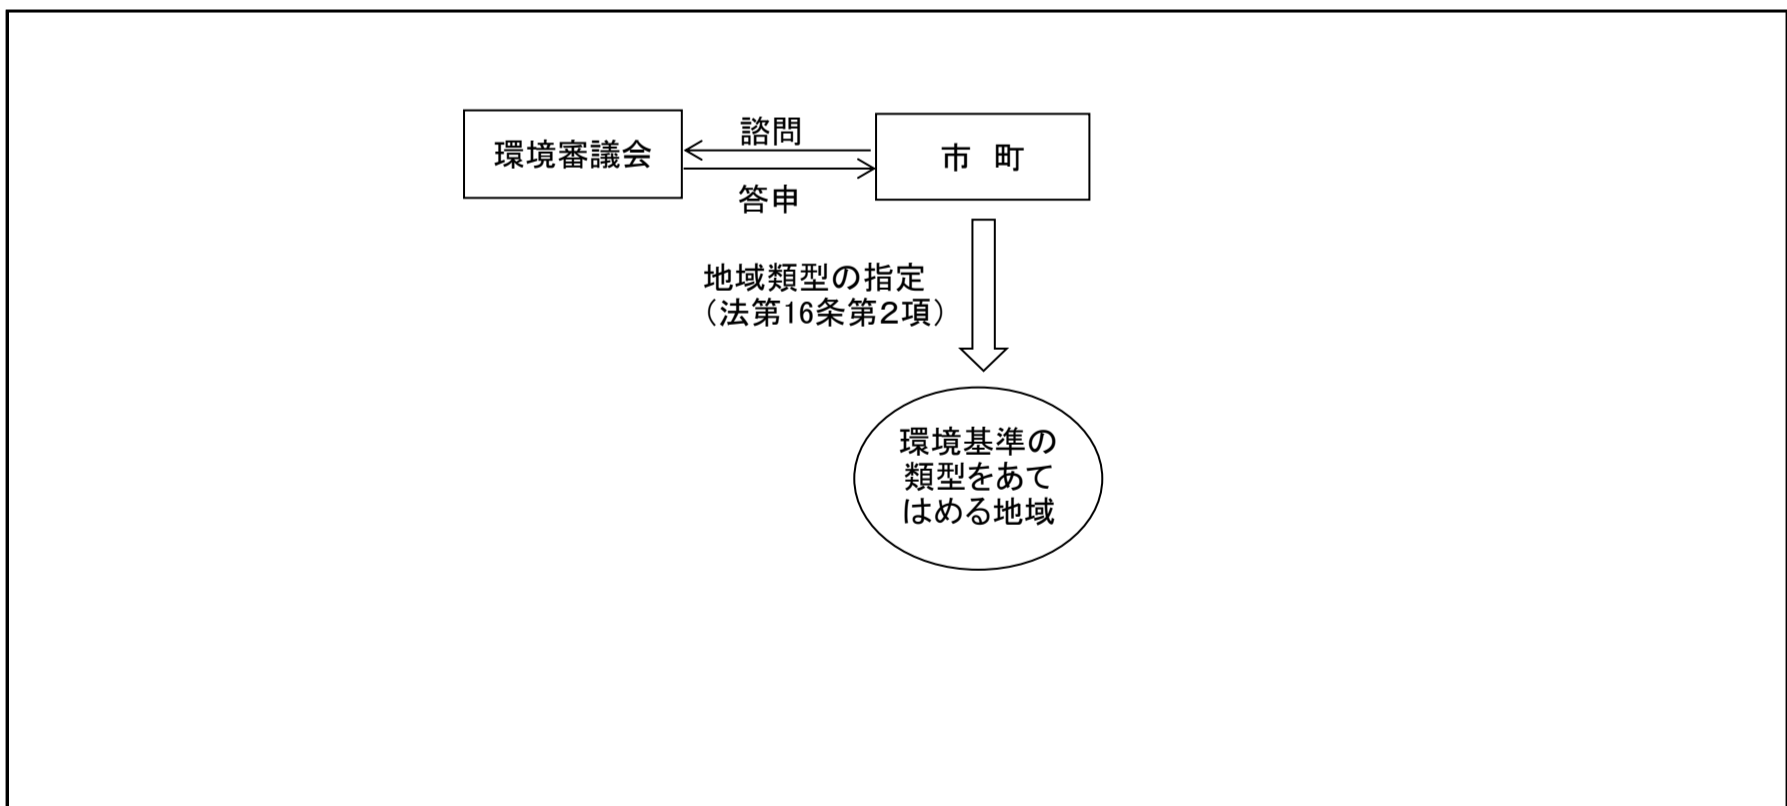 諮問
環境審議会
市 町
答申
地域類型の指定
（法第16条第２項）
環境基準の
類型をあて
はめる地域